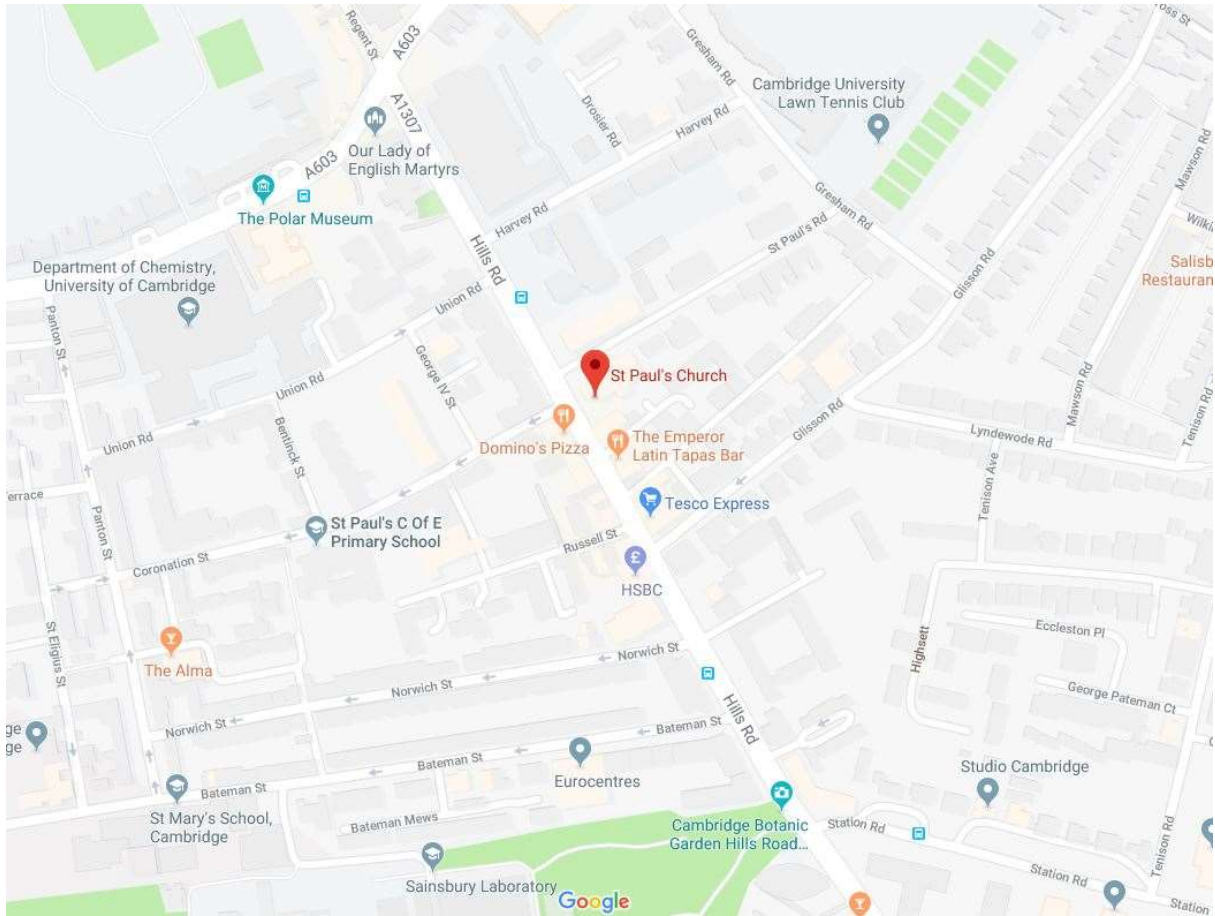 Regent St
A603
Gresham Rd
oss St
A1307
Cambridge University
Lawn Tennis Club
Drosier Rd
Harvey Rd
Our Lady of
English Martyrs
A603
Mawson Rd
The Polar Museum
Harvey Rd
Gresham Rd
St Paul's Rd
Wilki
Hills Rd
Glisson Rd
Salisb
Restauran
Department of Chemistry,
University of Cambridge
Union Rd
Panton St
George IV St
St Paul's Church
Union Rd
Mawson Rd
Tenison Rd
Glisson Rd
Bentinck St
Union Rd
Domino's Pizza
The Emperor
Latin Tapas Bar
Lyndewode Rd
Tenison Ave
errace
Tesco Express
Panton St
St Paul's C Of E
Primary School
Russell St
Coronation St
HSBC
St Eligius St
Eccleston Pl
The Alma
Norwich St
Highsett
Norwich St
George Pateman Ct
Norwich St
Hills Rd
Bateman St
ge
ge
Bateman St
Eurocentres
Studio Cambridge
Bateman St
St Mary's School,
Cambridge
Bateman Mews
Cambridge Botanic
Garden Hills Road...
Station Rd
Tenison Rd
Station Rd
Sainsbury Laboratory
Google
Station